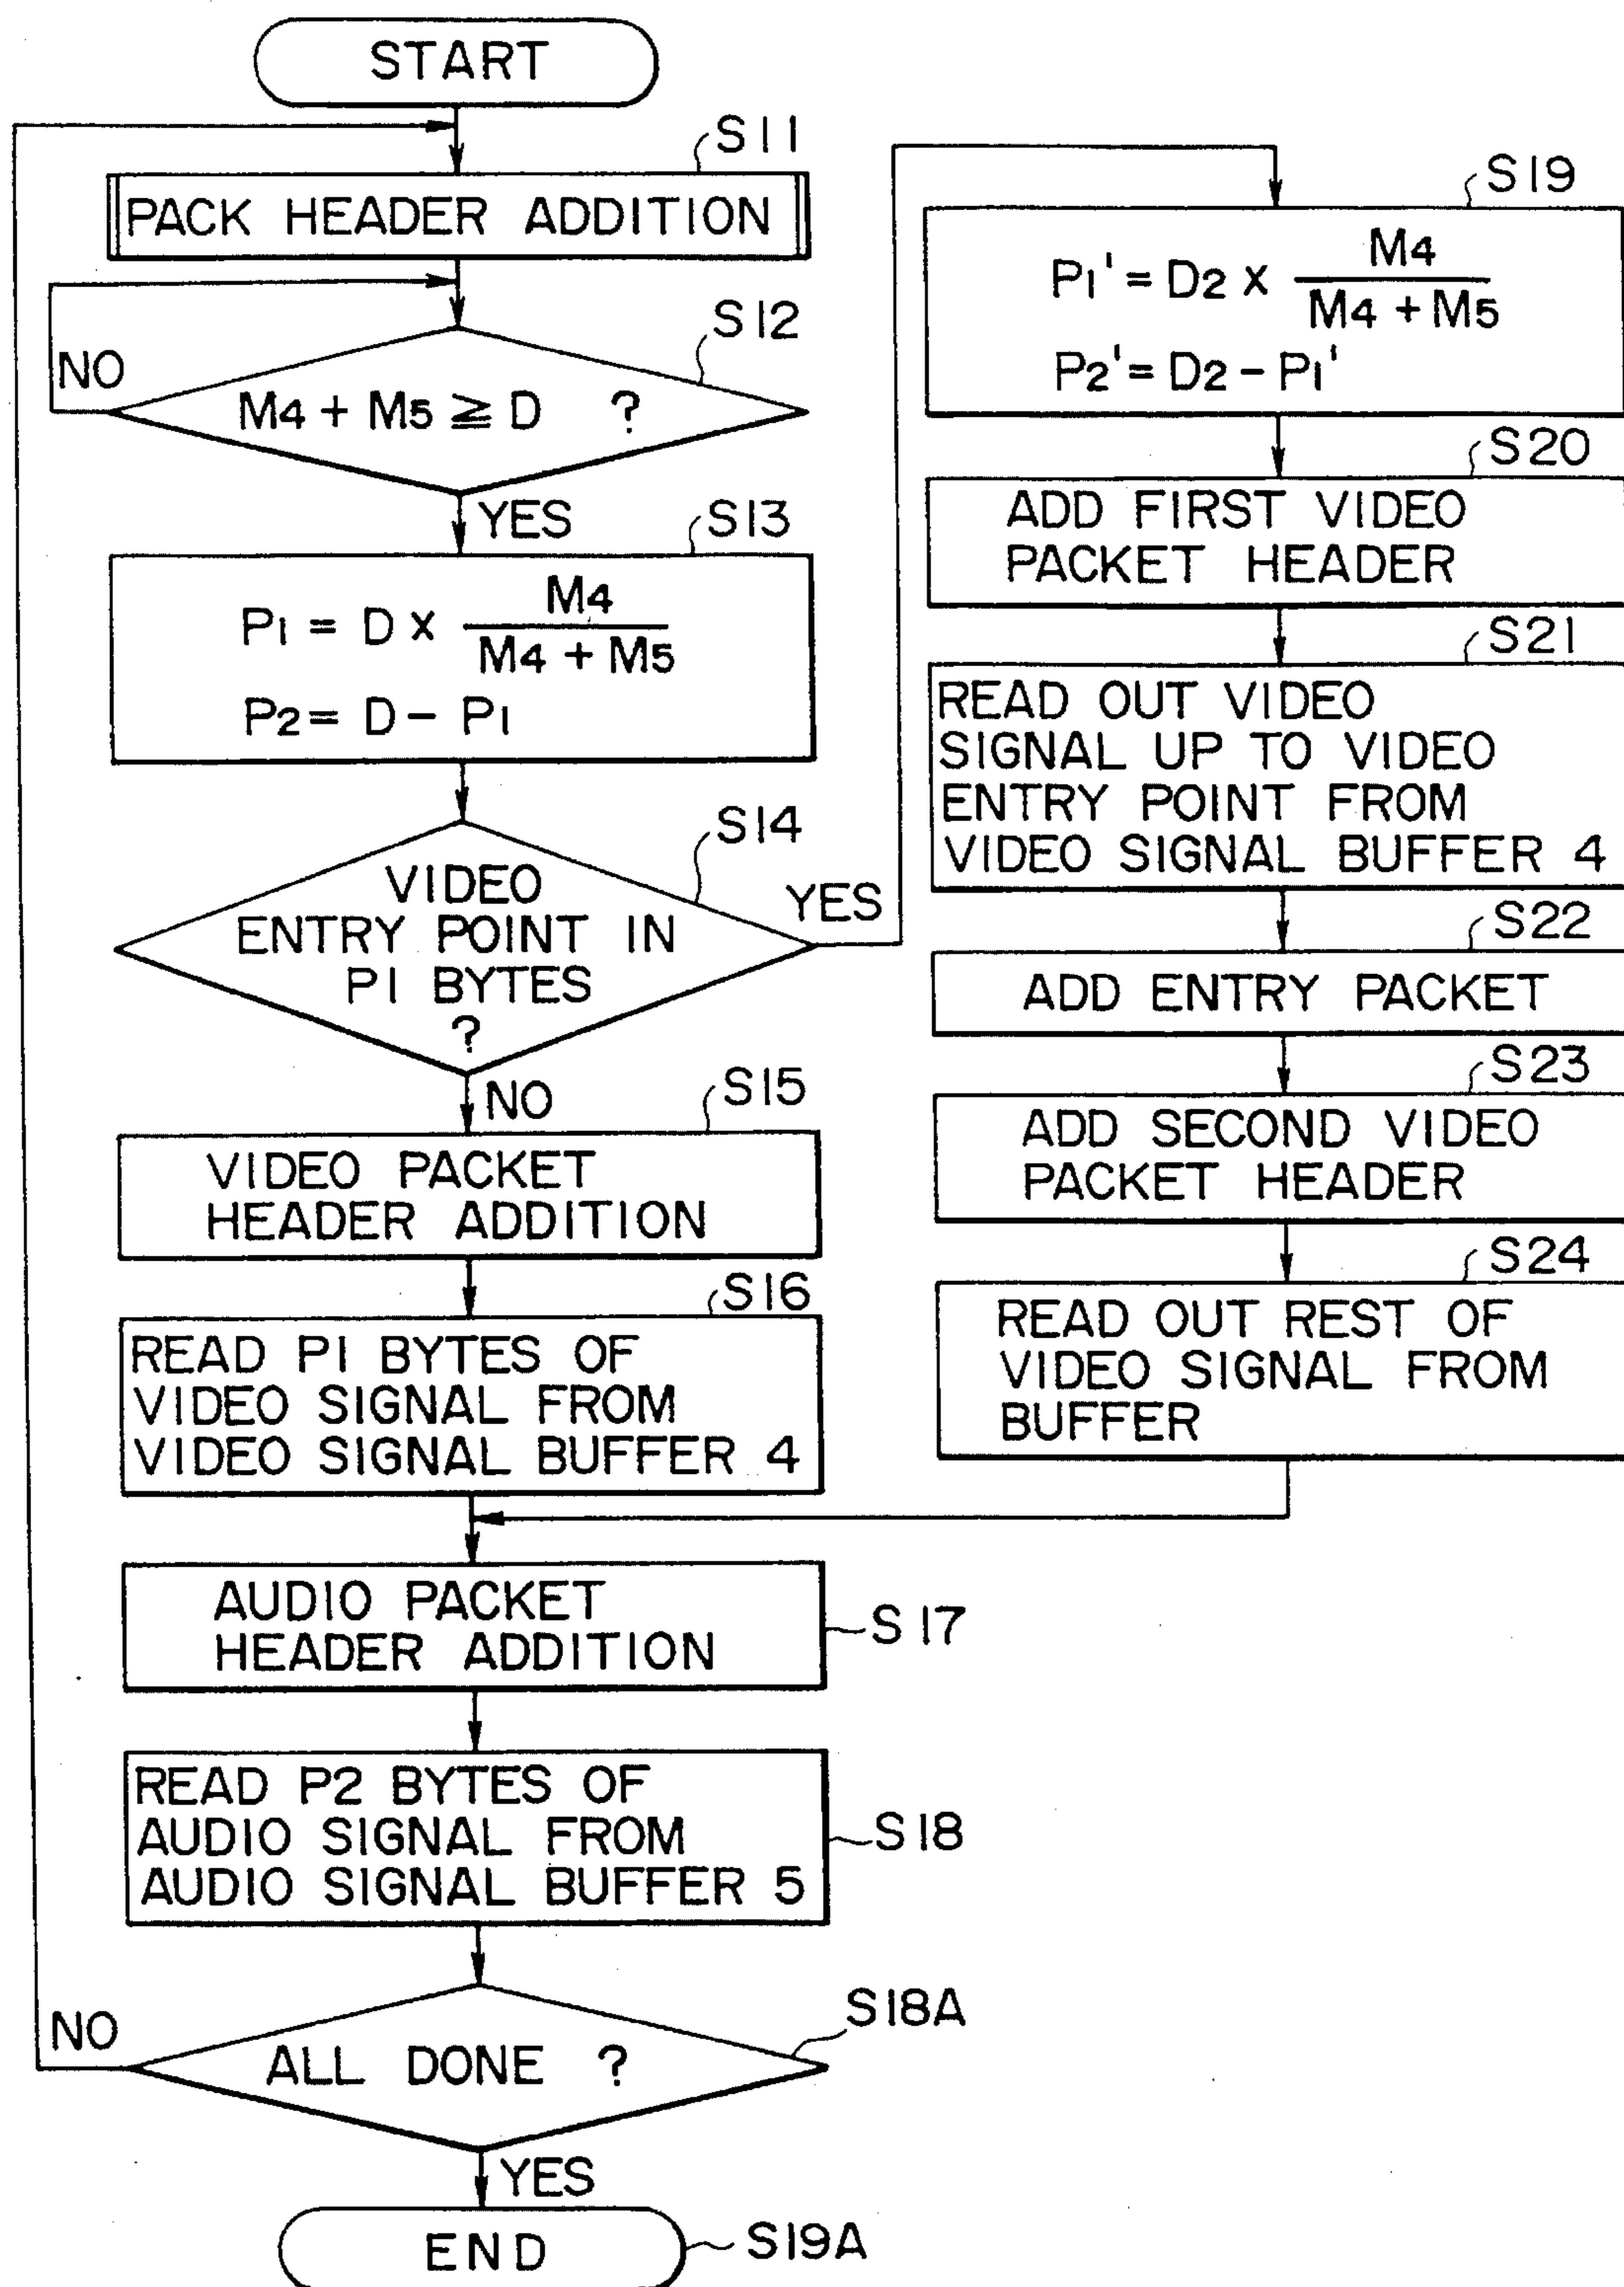 START
S11
PACK HEADER ADDITION
S12
NO
M4 + M5 ≧ D ?
YES
S13
P1 = D x M4
M4 + M5
P2 = D - P1
S14
VIDEO
ENTRY POINT IN
P1 BYTES
?
YES
NO
S15
VIDEO PACKET
HEADER ADDITION
S16
READ P1 BYTES OF
VIDEO SIGNAL FROM
VIDEO SIGNAL BUFFER 4
AUDIO PACKET
HEADER ADDITION
S17
READ P2 BYTES OF
AUDIO SIGNAL FROM
AUDIO SIGNAL BUFFER 5
S18
S18A
NO
ALL DONE ?
YES
END
S19A
S19
P1' = D2 x M4
M4 + M5
P2' = D2 - P1'
S20
ADD FIRST VIDEO
PACKET HEADER
S21
READ OUT VIDEO
SIGNAL UP TO VIDEO
ENTRY POINT FROM
VIDEO SIGNAL BUFFER 4
S22
ADD ENTRY PACKET
S23
ADD SECOND VIDEO
PACKET HEADER
S24
READ OUT REST OF
VIDEO SIGNAL FROM
BUFFER